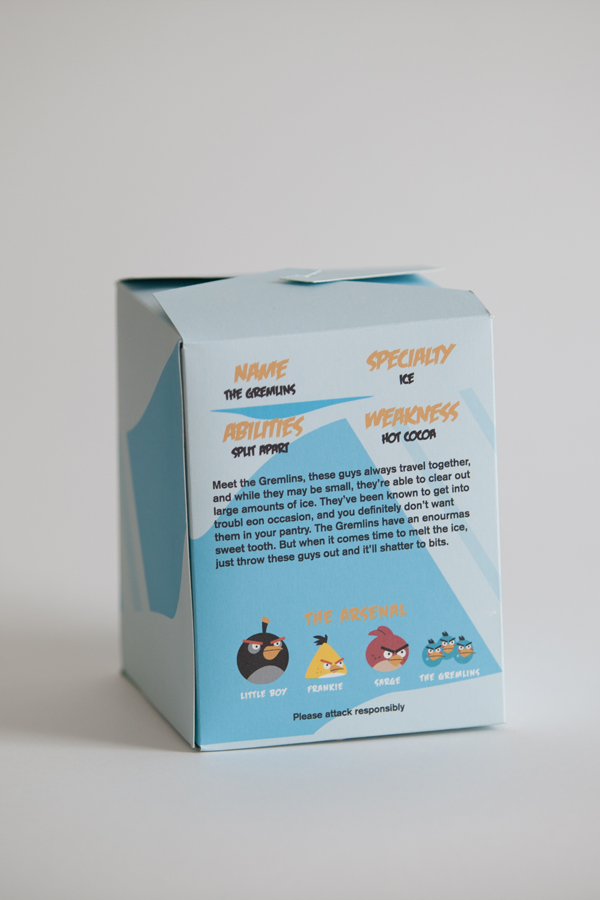 NAME
THE GREMLINS
SPECIALTY
ICE
ABILITIES
SPLIT APART
WEAKNESS
HOT COCOA
Meet the Gremlins, these guys always travel together,
and while they may be small, they're able to clear out
large amounts of ice. They've been known to get into
troubl eon occasion, and you definitely don't want
them in your pantry. The Gremlins have an enourmas
sweet tooth. But when it comes time to melt the ice,
just throw these guys out and it'll shatter to bits.
THE ARSENAL
LITTLE BOY
FRANKIE
SARGE
THE GREMLINS
Please attack responsibly